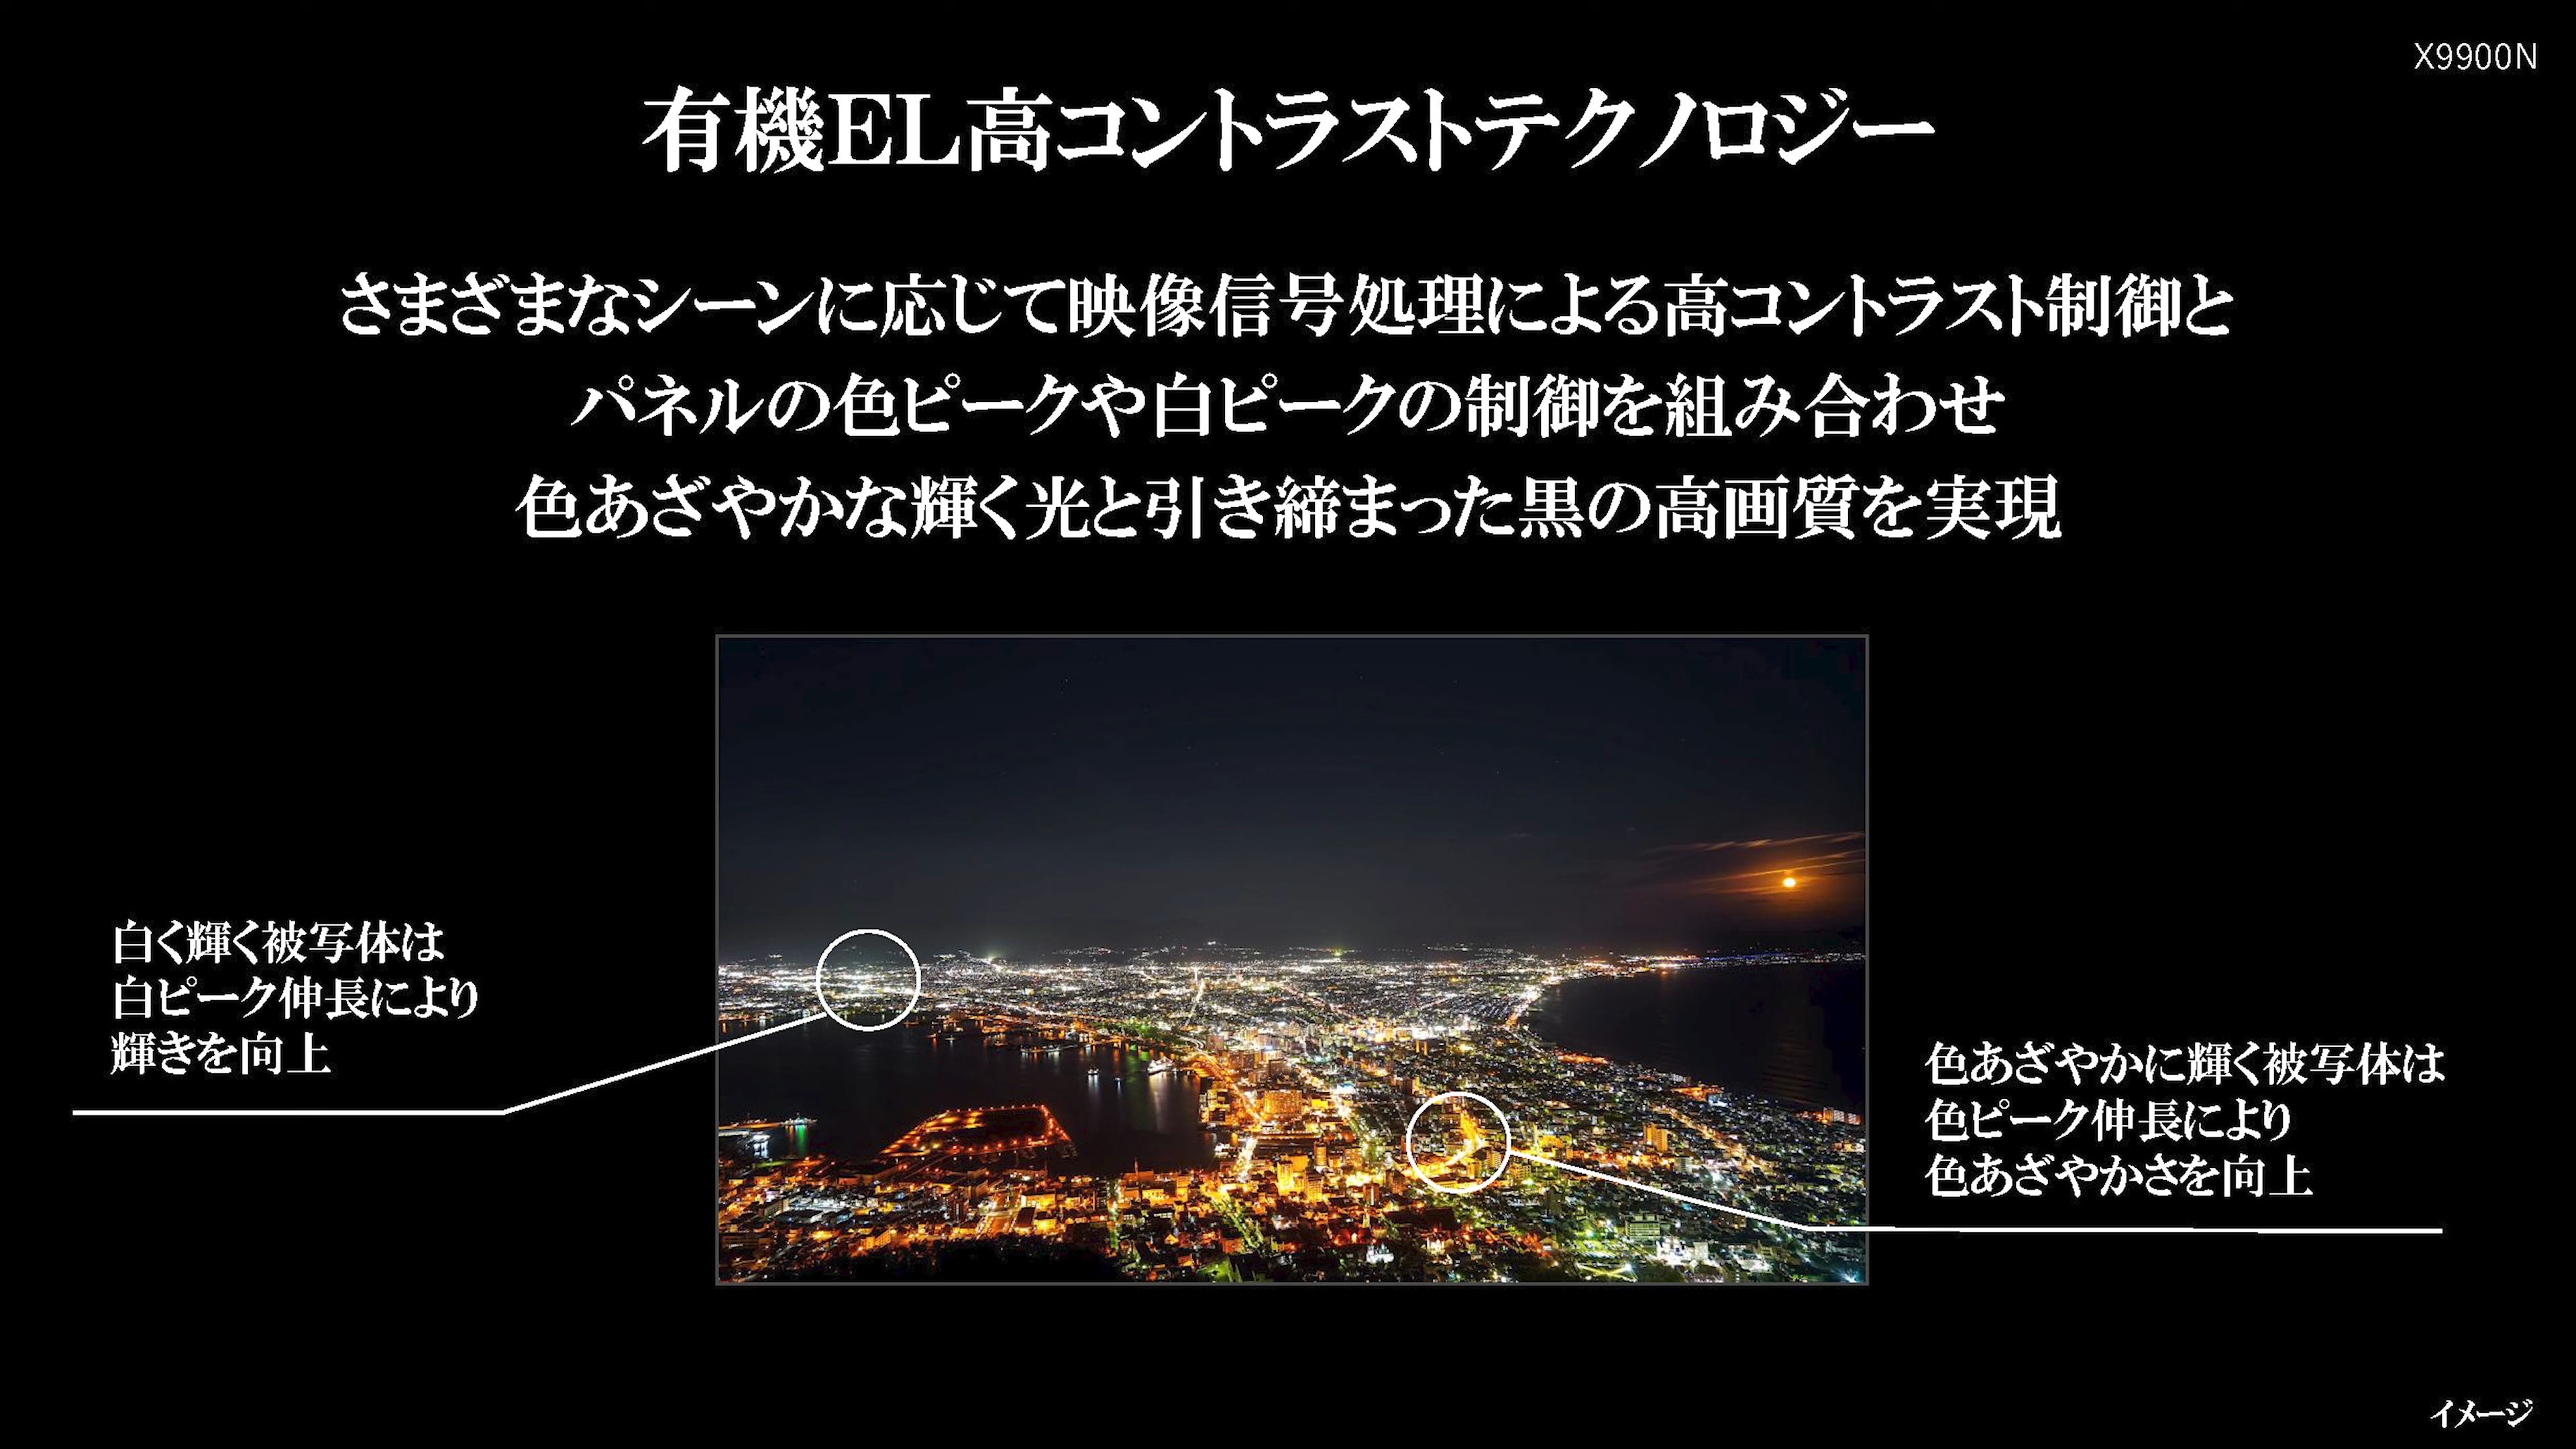 X9900N
有機EL高コントラストテクノロジー
さまざまなシーンに応じて映像信号処理による高コントラスト制御と
パネルの色ピークや白ピークの制御を組み合わせ
色あざやかな輝く光と引き締まった黒の高画質を実現
白く輝く被写体は
白ピーク伸長により
輝きを向上
色あざやかに輝く被写体は
色ピーク伸長により
色あざやかさを向上
イメージ